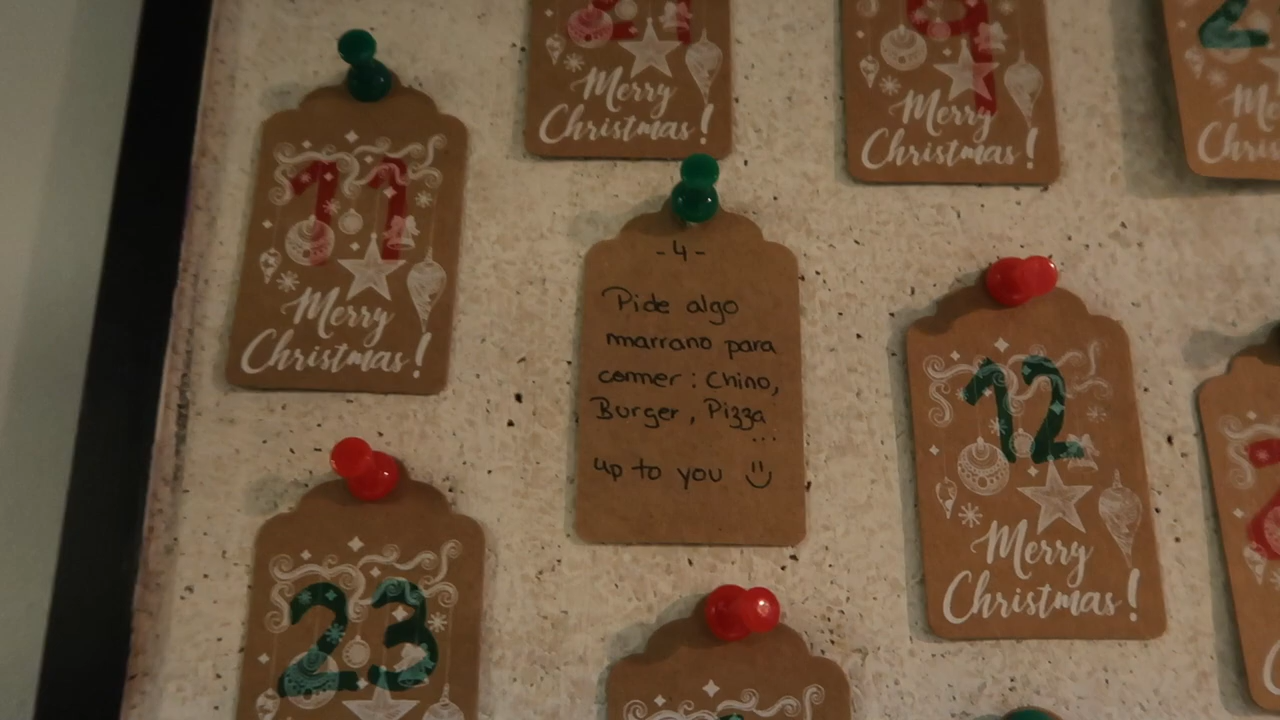 Merry
Christmas!
Merry
Christmas!
11
Merry
Christmas!
-4-
Pide algo
marrano para
comer: Chino,
Burger, Pizza
...
up to you
12
Merry
Christmas!
23